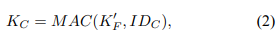 K_C = MAC(K'_F, ID_C), (2)